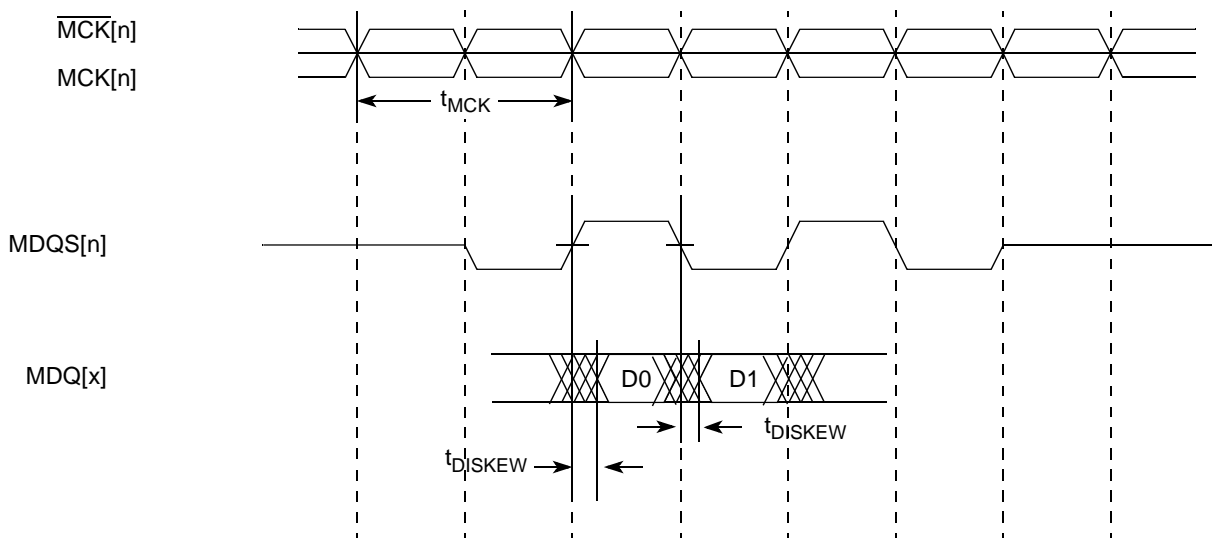 MCK[n]
MCK[n]
tMCK
MDQS[n]
MDQ[x]
D0
D1
tDISKEW
tDISKEW